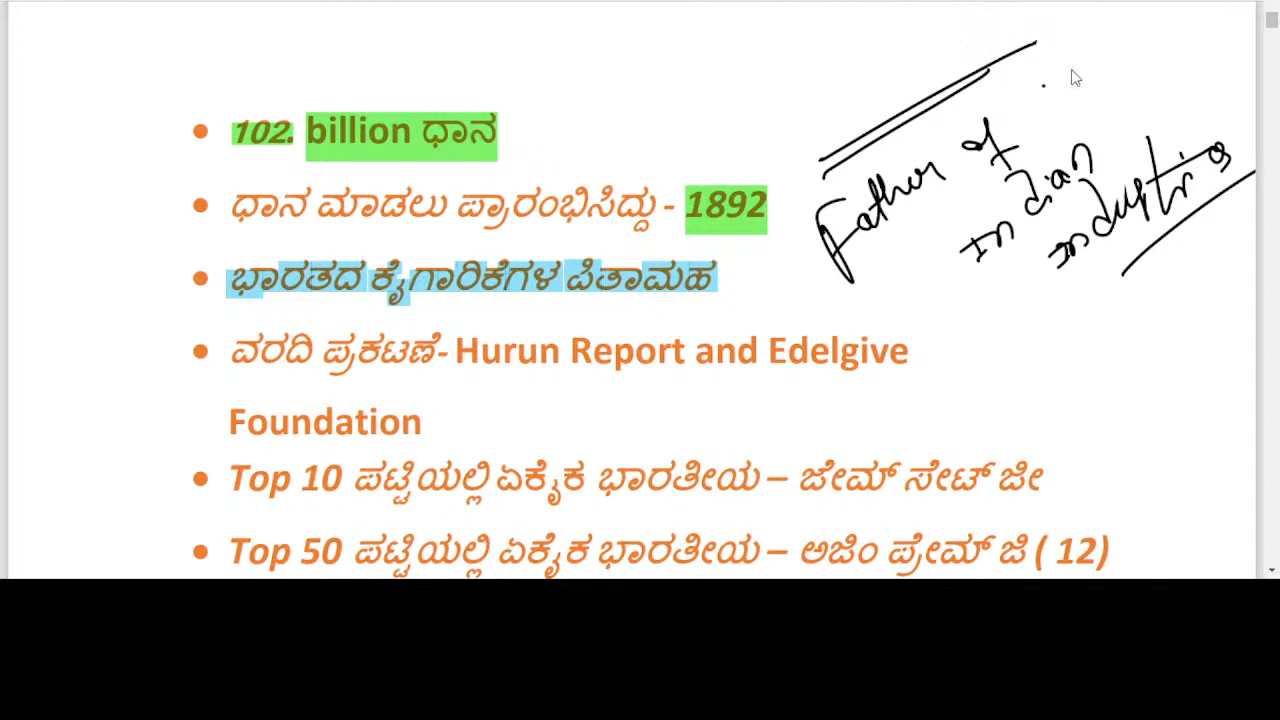 102. billion ಧಾನ
ಧಾನ ಮಾಡಲು ಪ್ರಾರಂಭಿಸಿದ್ದು - 1892
ಭಾರತದ ಕೈಗಾರಿಕೆಗಳ ಪಿತಾಮಹ
ವರದಿ ಪ್ರಕಟಣೆ- Hurun Report and Edelgive
Foundation
Top 10 ಪಟ್ಟಿಯಲ್ಲಿ ಏಕೈಕ ಭಾರತೀಯ – ಜೇಮ್ ಸೇಟ್ ಜೀ
Top 50 ಪಟ್ಟಿಯಲ್ಲಿ ಏಕೈಕ ಭಾರತೀಯ – ಅಜಿಂ ಪ್ರೇಮ್ ಜಿ ( 12)
Father of
Indian